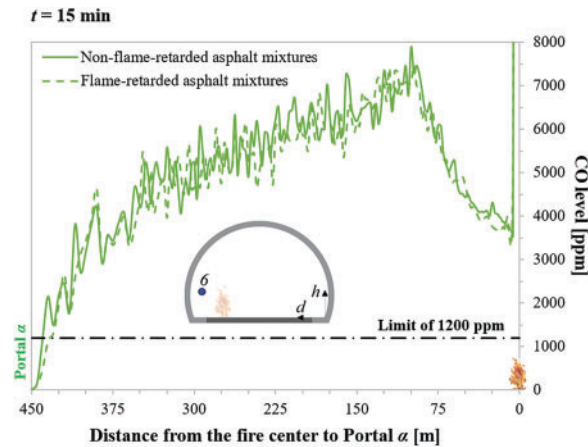 t = 15 min
Non-flame-retarded asphalt mixtures
Flame-retarded asphalt mixtures
8000
7000
6000
5000
4000
3000
2000
1000
0
CO level [ppm]
6
h
d
Limit of 1200 ppm
Portal α
450
375
300
225
150
75
0
Distance from the fire center to Portal α [m]